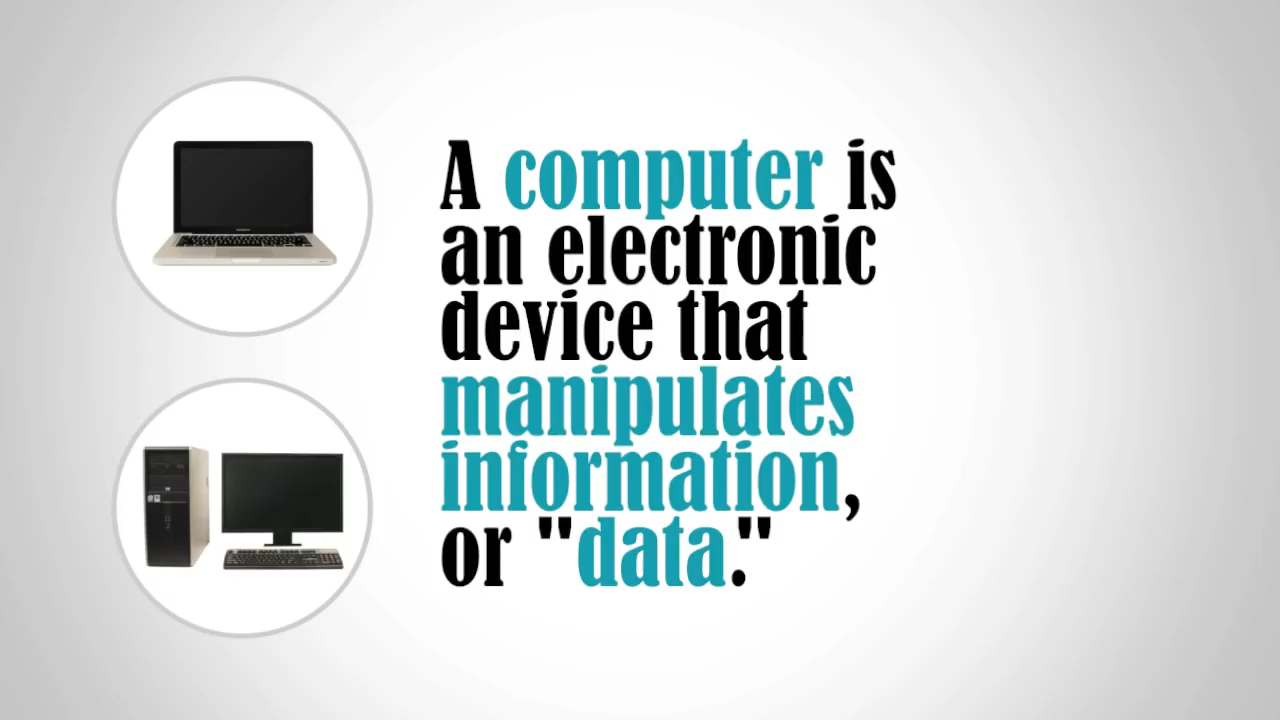 A computer is
an electronic
device that
manipulates
information,
or "data."